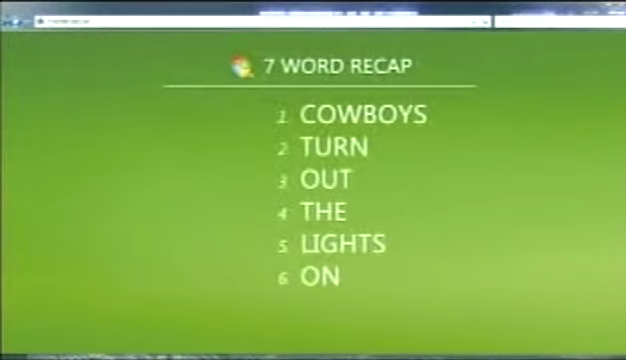 7 WORD RECAP
1. COWBOYS
2. TURN
3. OUT
4. THE
5. LIGHTS
6. ON